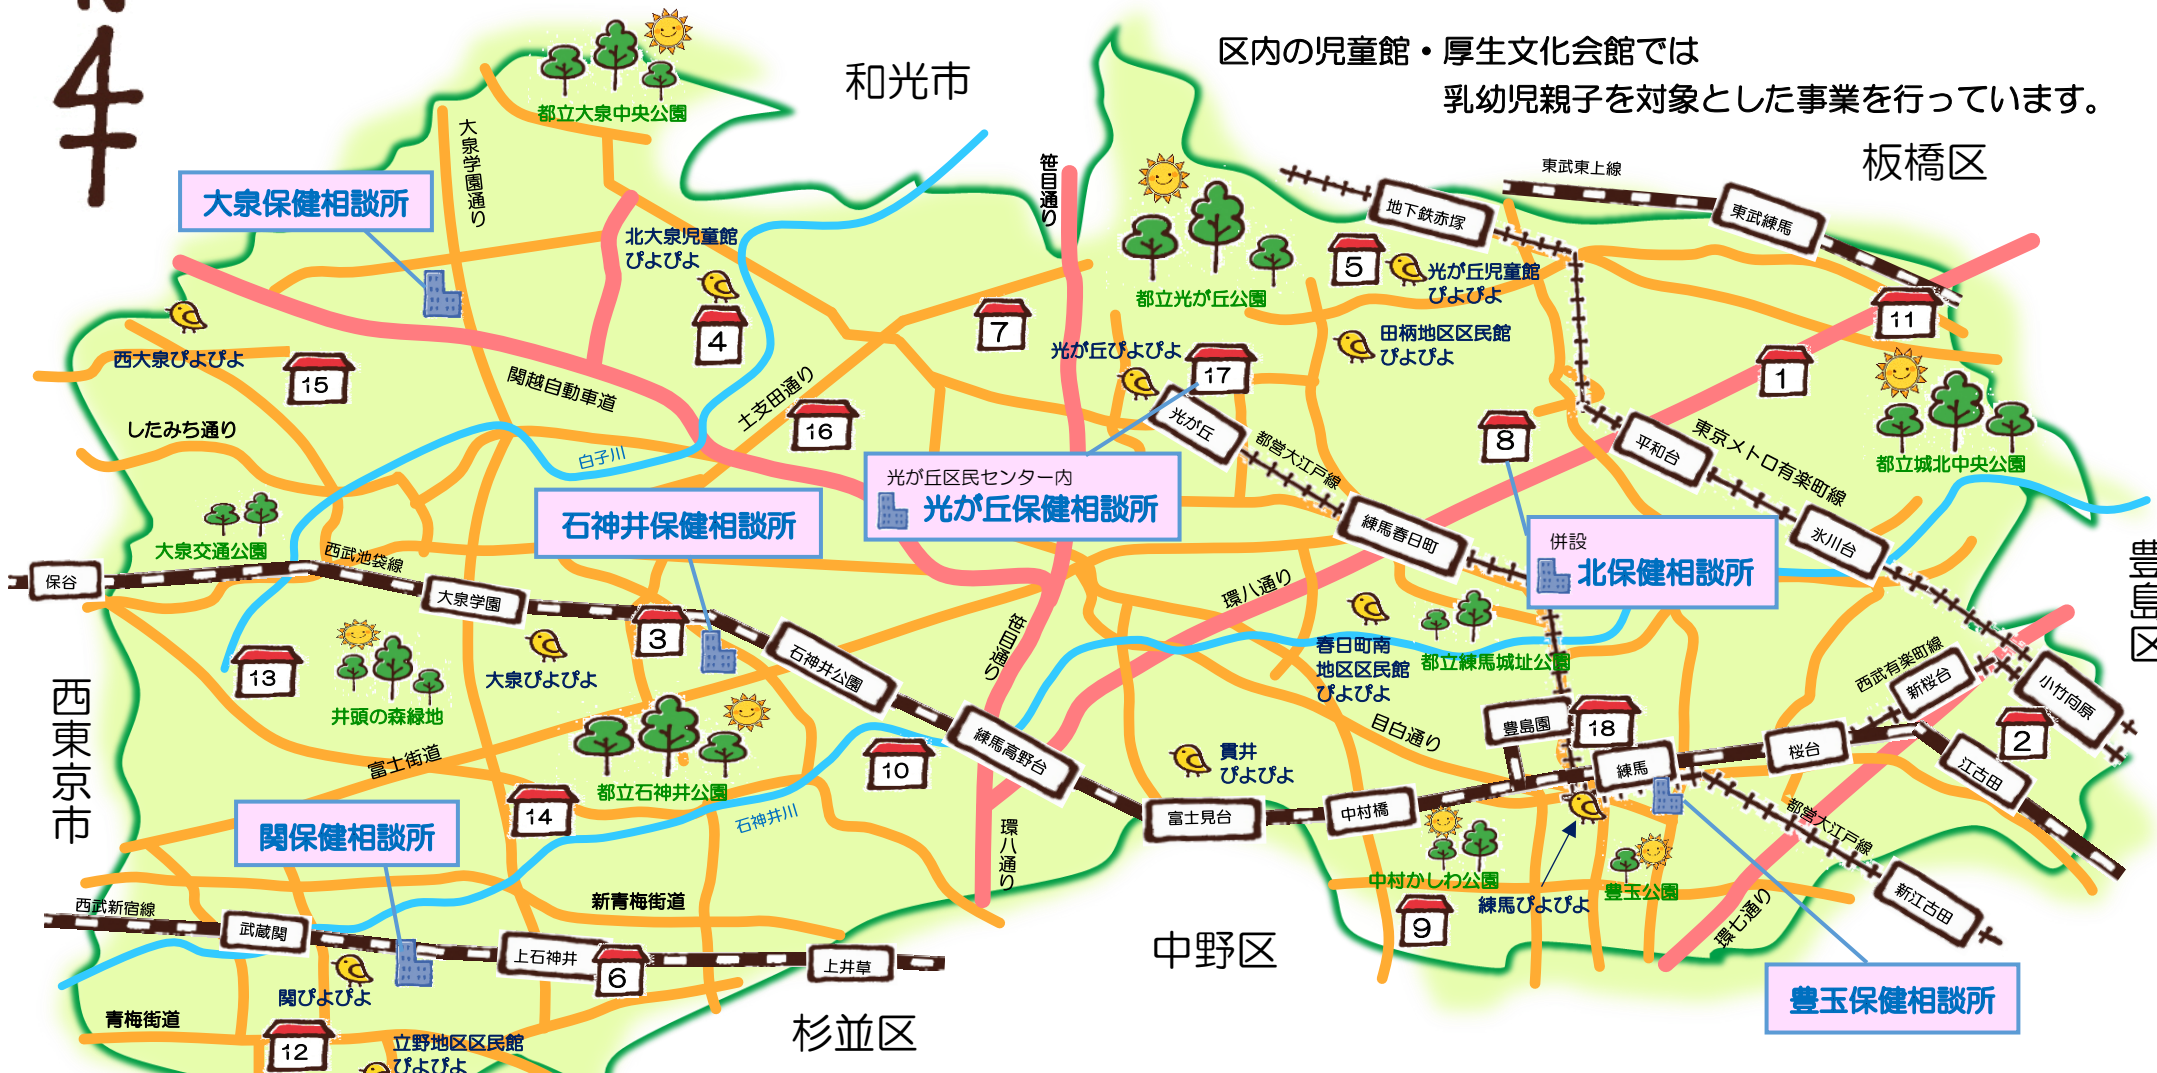 区内の児童館・厚生文化会館では
乳幼児親子を対象とした事業を行っています。
和光市
板橋区
豊島区
西東京市
中野区
杉並区
都立大泉中央公園
大泉学園通り
大泉保健相談所
北大泉児童館
ぴよぴよ
4
西大泉ぴよぴよ
15
関越自動車道
土支田通り
16
したみち通り
白子川
笹目通り
7
都立光が丘公園
5
光が丘児童館
ぴよぴよ
田柄地区区民館
ぴよぴよ
光が丘ぴよぴよ
17
光が丘
都営大江戸線
地下鉄赤塚
東武東上線
東武練馬
11
1
8
平和台
東京メトロ有楽町線
都立城北中央公園
氷川台
光が丘区民センター内
光が丘保健相談所
石神井保健相談所
練馬春日町
併設
北保健相談所
大泉交通公園
西武池袋線
保谷
大泉学園
3
石神井公園
13
井頭の森緑地
大泉ぴよぴよ
笹目通り
環八通り
春日町南
地区区民館
ぴよぴよ
都立練馬城址公園
西武有楽町線
新桜台
小竹向原
2
富士街道
都立石神井公園
14
石神井川
10
練馬高野台
環八通り
貫井
ぴよぴよ
目白通り
豊島園
18
練馬
桜台
江古田
富士見台
中村橋
中村かしわ公園
9
練馬ぴよぴよ
豊玉公園
都営大江戸線
新江古田
環七通り
豊玉保健相談所
関保健相談所
新青梅街道
西武新宿線
武蔵関
関ぴよぴよ
上石神井
6
上井草
青梅街道
12
立野地区区民館
ぴよぴよ